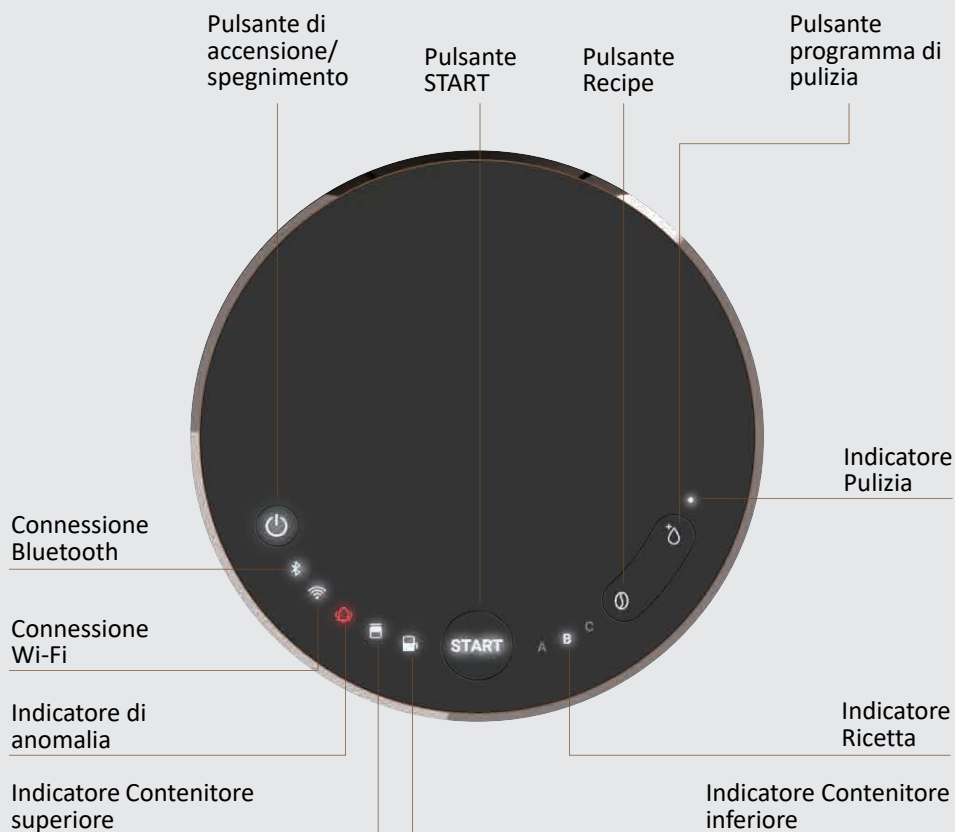 Pulsante di
accensione/
spegnimento
Pulsante
START
Pulsante
Recipe
Pulsante
programma di
pulizia
Indicatore
Pulizia
Connessione
Bluetooth
START
A
B
C
Connessione
Wi-Fi
Indicatore di
anomalia
Indicatore
Ricetta
Indicatore Contenitore
superiore
Indicatore Contenitore
inferiore